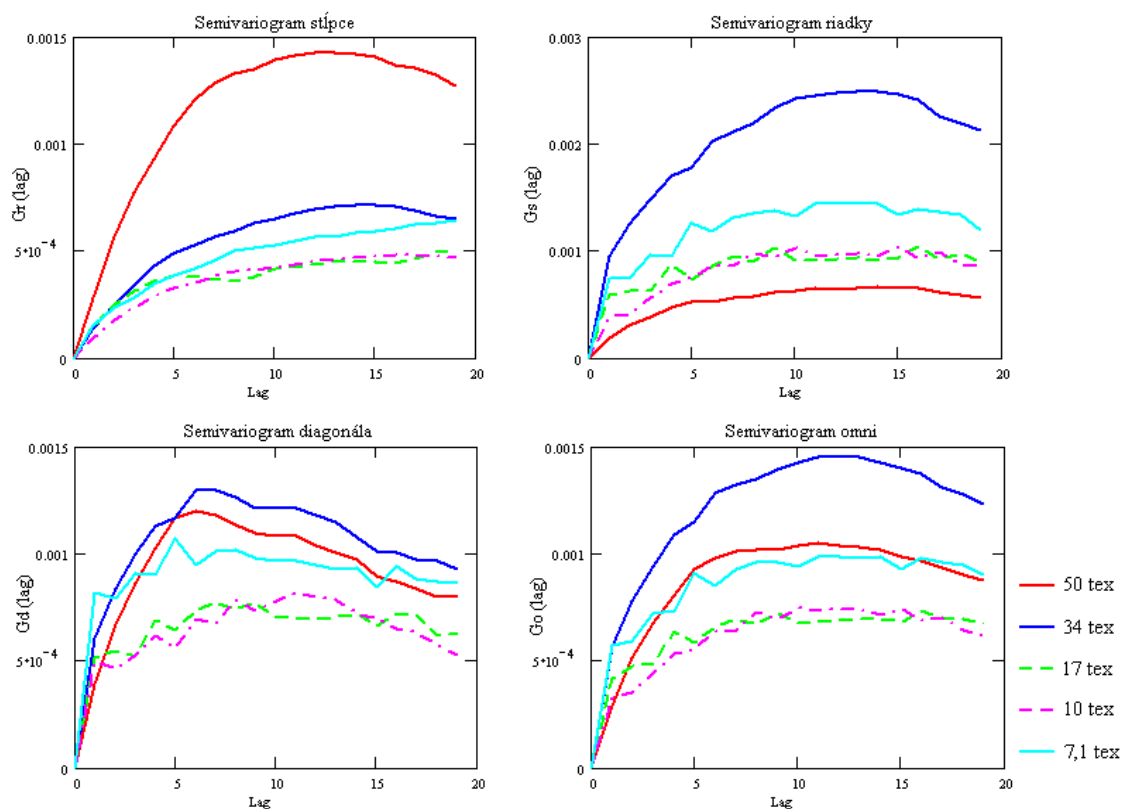 Semivariogram stĺpce
0.0015
0.001
5•10⁻⁴
0
0
5
10
15
20
Gr (lag)
Lag
Semivariogram riadky
0.003
0.002
0.001
0
0
5
10
15
20
Gs (lag)
Lag
Semivariogram diagonála
0.0015
0.001
5•10⁻⁴
0
0
5
10
15
20
Gd (lag)
Lag
Semivariogram omni
0.0015
0.001
5•10⁻⁴
0
0
5
10
15
20
Go (lag)
Lag
50 tex
34 tex
17 tex
10 tex
7,1 tex